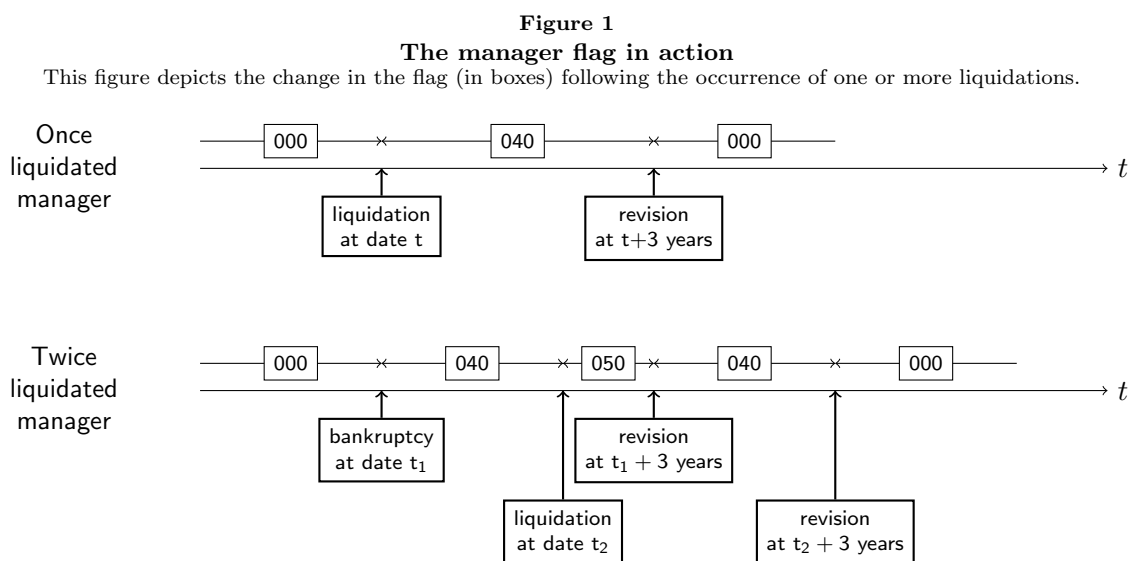 Figure 1
The manager flag in action
This figure depicts the change in the flag (in boxes) following the occurrence of one or more liquidations.
Once
liquidated
manager
000
040
000
t
liquidation
at date t
revision
at t+3 years
Twice
liquidated
manager
000
040
050
040
000
t
bankruptcy
at date t₁
revision
at t₁ + 3 years
liquidation
at date t₂
revision
at t₂ + 3 years